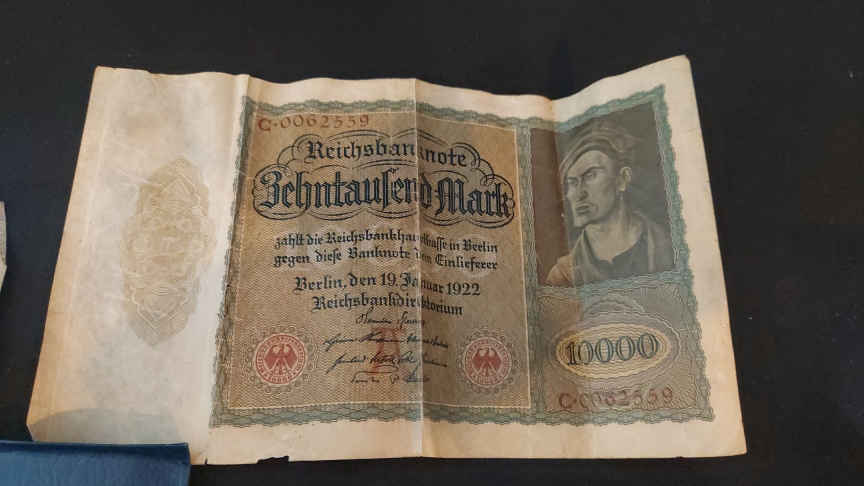 C·0062559
Reichsbanknote
Zehntausend Mark
zahlt die Reichsbankhauptkasse in Berlin
gegen diese Banknote dem Einlieferer
Berlin, den 19. Januar 1922
Reichsbankdirektorium
10000
C·0062559